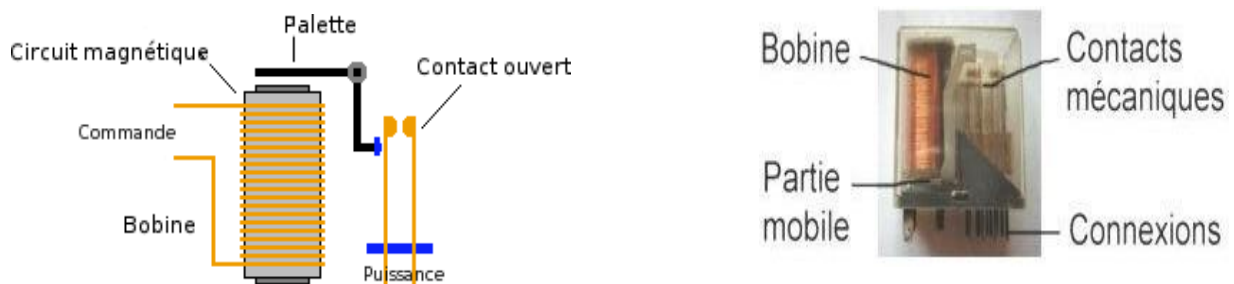 Palette
Circuit magnétique
Contact ouvert
Commande
Bobine
Puissance
Bobine
Contacts
mécaniques
Partie
mobile
Connexions